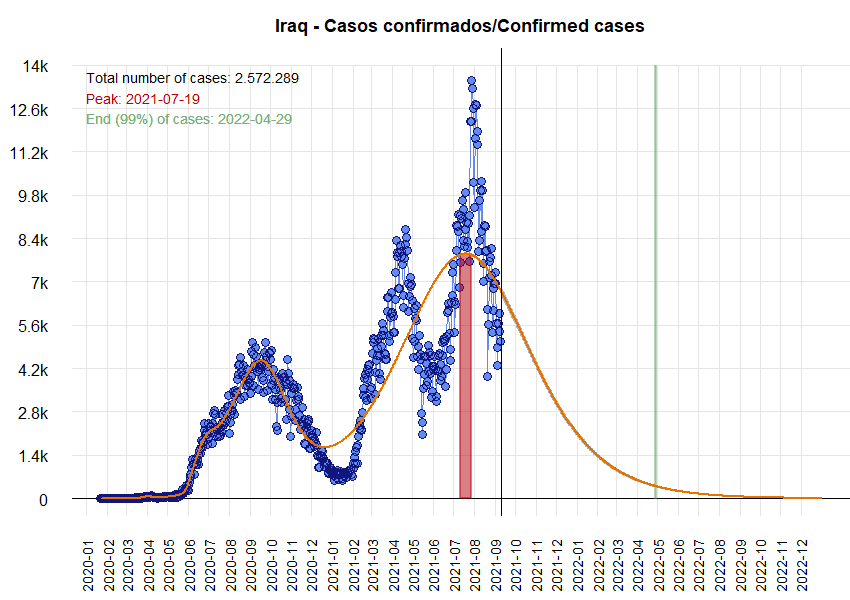 Iraq - Casos confirmados/Confirmed cases
14k
Total number of cases: 2.572.289
Peak: 2021-07-19
End (99%) of cases: 2022-04-29
12.6k
11.2k
9.8k
8.4k
7k
5.6k
4.2k
2.8k
1.4k
0
2020-01
2020-02
2020-03
2020-04
2020-05
2020-06
2020-07
2020-08
2020-09
2020-10
2020-11
2020-12
2021-01
2021-02
2021-03
2021-04
2021-05
2021-06
2021-07
2021-08
2021-09
2021-10
2021-11
2021-12
2022-01
2022-02
2022-03
2022-04
2022-05
2022-06
2022-07
2022-08
2022-09
2022-10
2022-11
2022-12